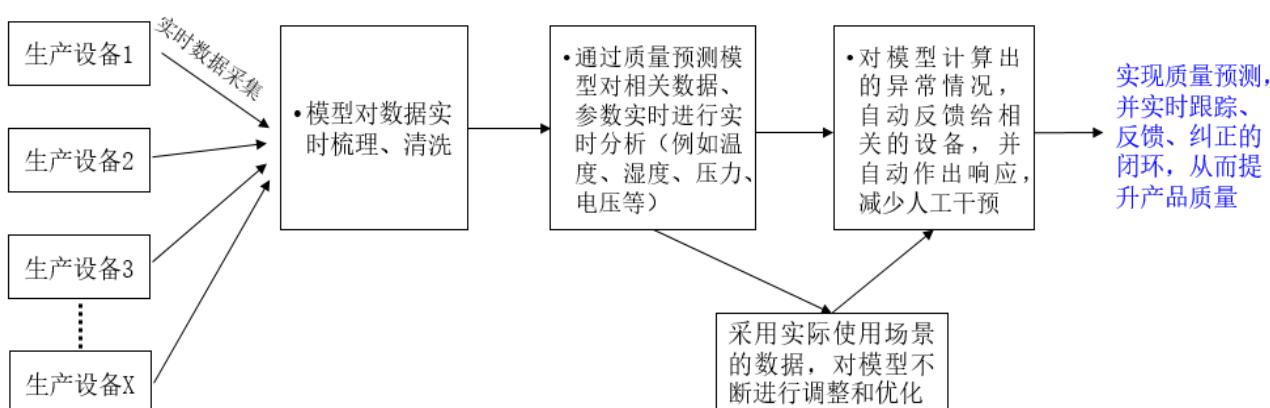 生产设备1
实时数据采集
生产设备2
生产设备3
生产设备X
•模型对数据实
时梳理、清洗
•通过质量预测模
型对相关数据、
参数实时进行实
时分析（例如温
度、湿度、压力、
电压等）
•对模型计算出
的异常情况，
自动反馈给相
关的设备，并
自动作出响应，
减少人工干预
采用实际使用场景
的数据，对模型不
断进行调整和优化
实现质量预测，
并实时跟踪、
反馈、纠正的
闭环，从而提
升产品质量